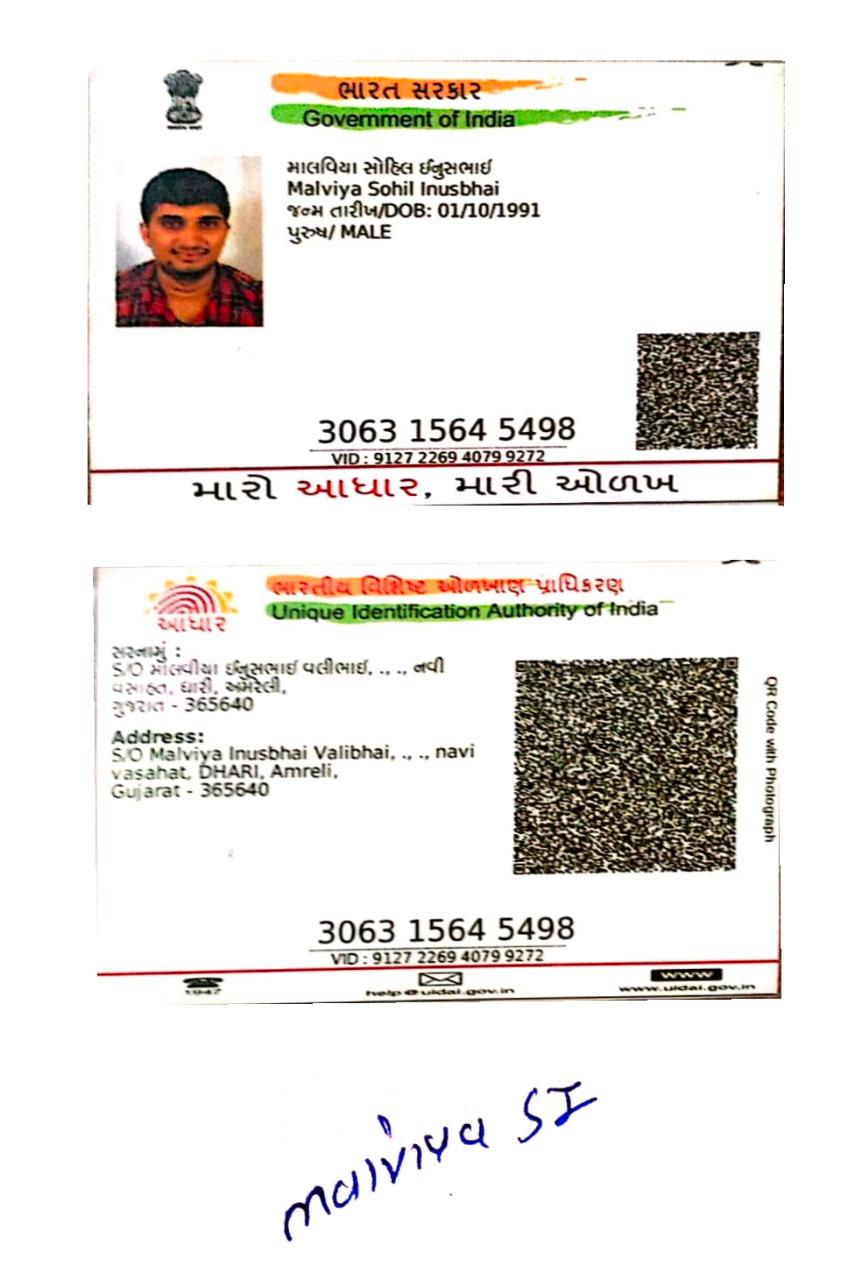 ભારત સરકાર
Government of India
માલવિયા સોહિલ ઈનુસભાઈ
Malviya Sohil Inusbhai
જન્મ તારીખ/DOB: 01/10/1991
પુરુષ/ MALE
3063 1564 5498
VID : 9127 2269 4079 9272
મારો આધાર, મારી ઓળખ
ભારતીય વિશિષ્ટ ઓળખાણ પ્રાધિકરણ
Unique Identification Authority of India
આધાર
સરનામું :
S/O માલવીયા ઈનુસભાઈ વલીભાઈ, ., ., નવી
વસાહત, ધારી, અમરેલી,
ગુજરાત - 365640
Address:
S/O Malviya Inusbhai Valibhai, ., ., navi
vasahat, DHARI, Amreli,
Gujarat - 365640
QR Code with Photograph
3063 1564 5498
VID : 9127 2269 4079 9272
1947
help@uidai.gov.in
www
www.uidai.gov.in
SI